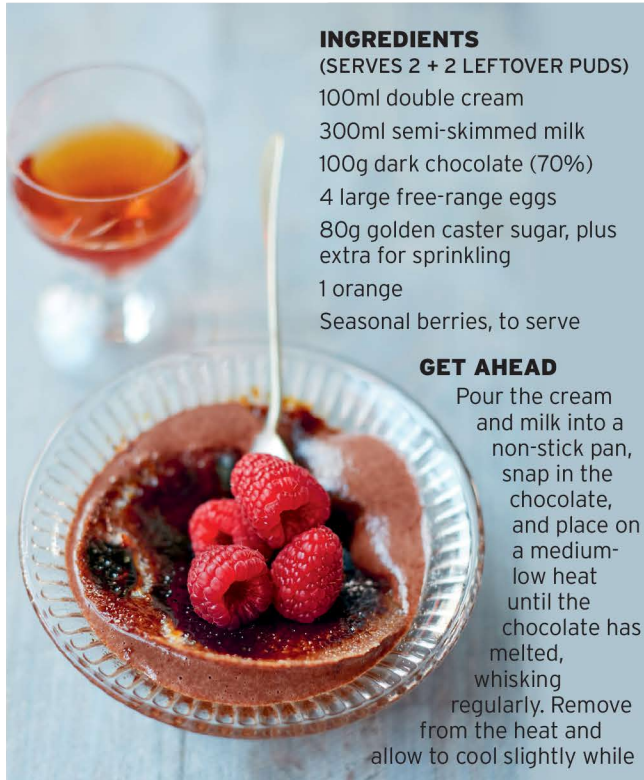 INGREDIENTS
(SERVES 2 + 2 LEFTOVER PUDS)
100ml double cream
300ml semi-skimmed milk
100g dark chocolate (70%)
4 large free-range eggs
80g golden caster sugar, plus
extra for sprinkling
1 orange
Seasonal berries, to serve
GET AHEAD
Pour the cream
and milk into a
non-stick pan,
snap in the
chocolate,
and place on
a medium-
low heat
until the
chocolate has
melted,
whisking
regularly. Remove
from the heat and
allow to cool slightly while